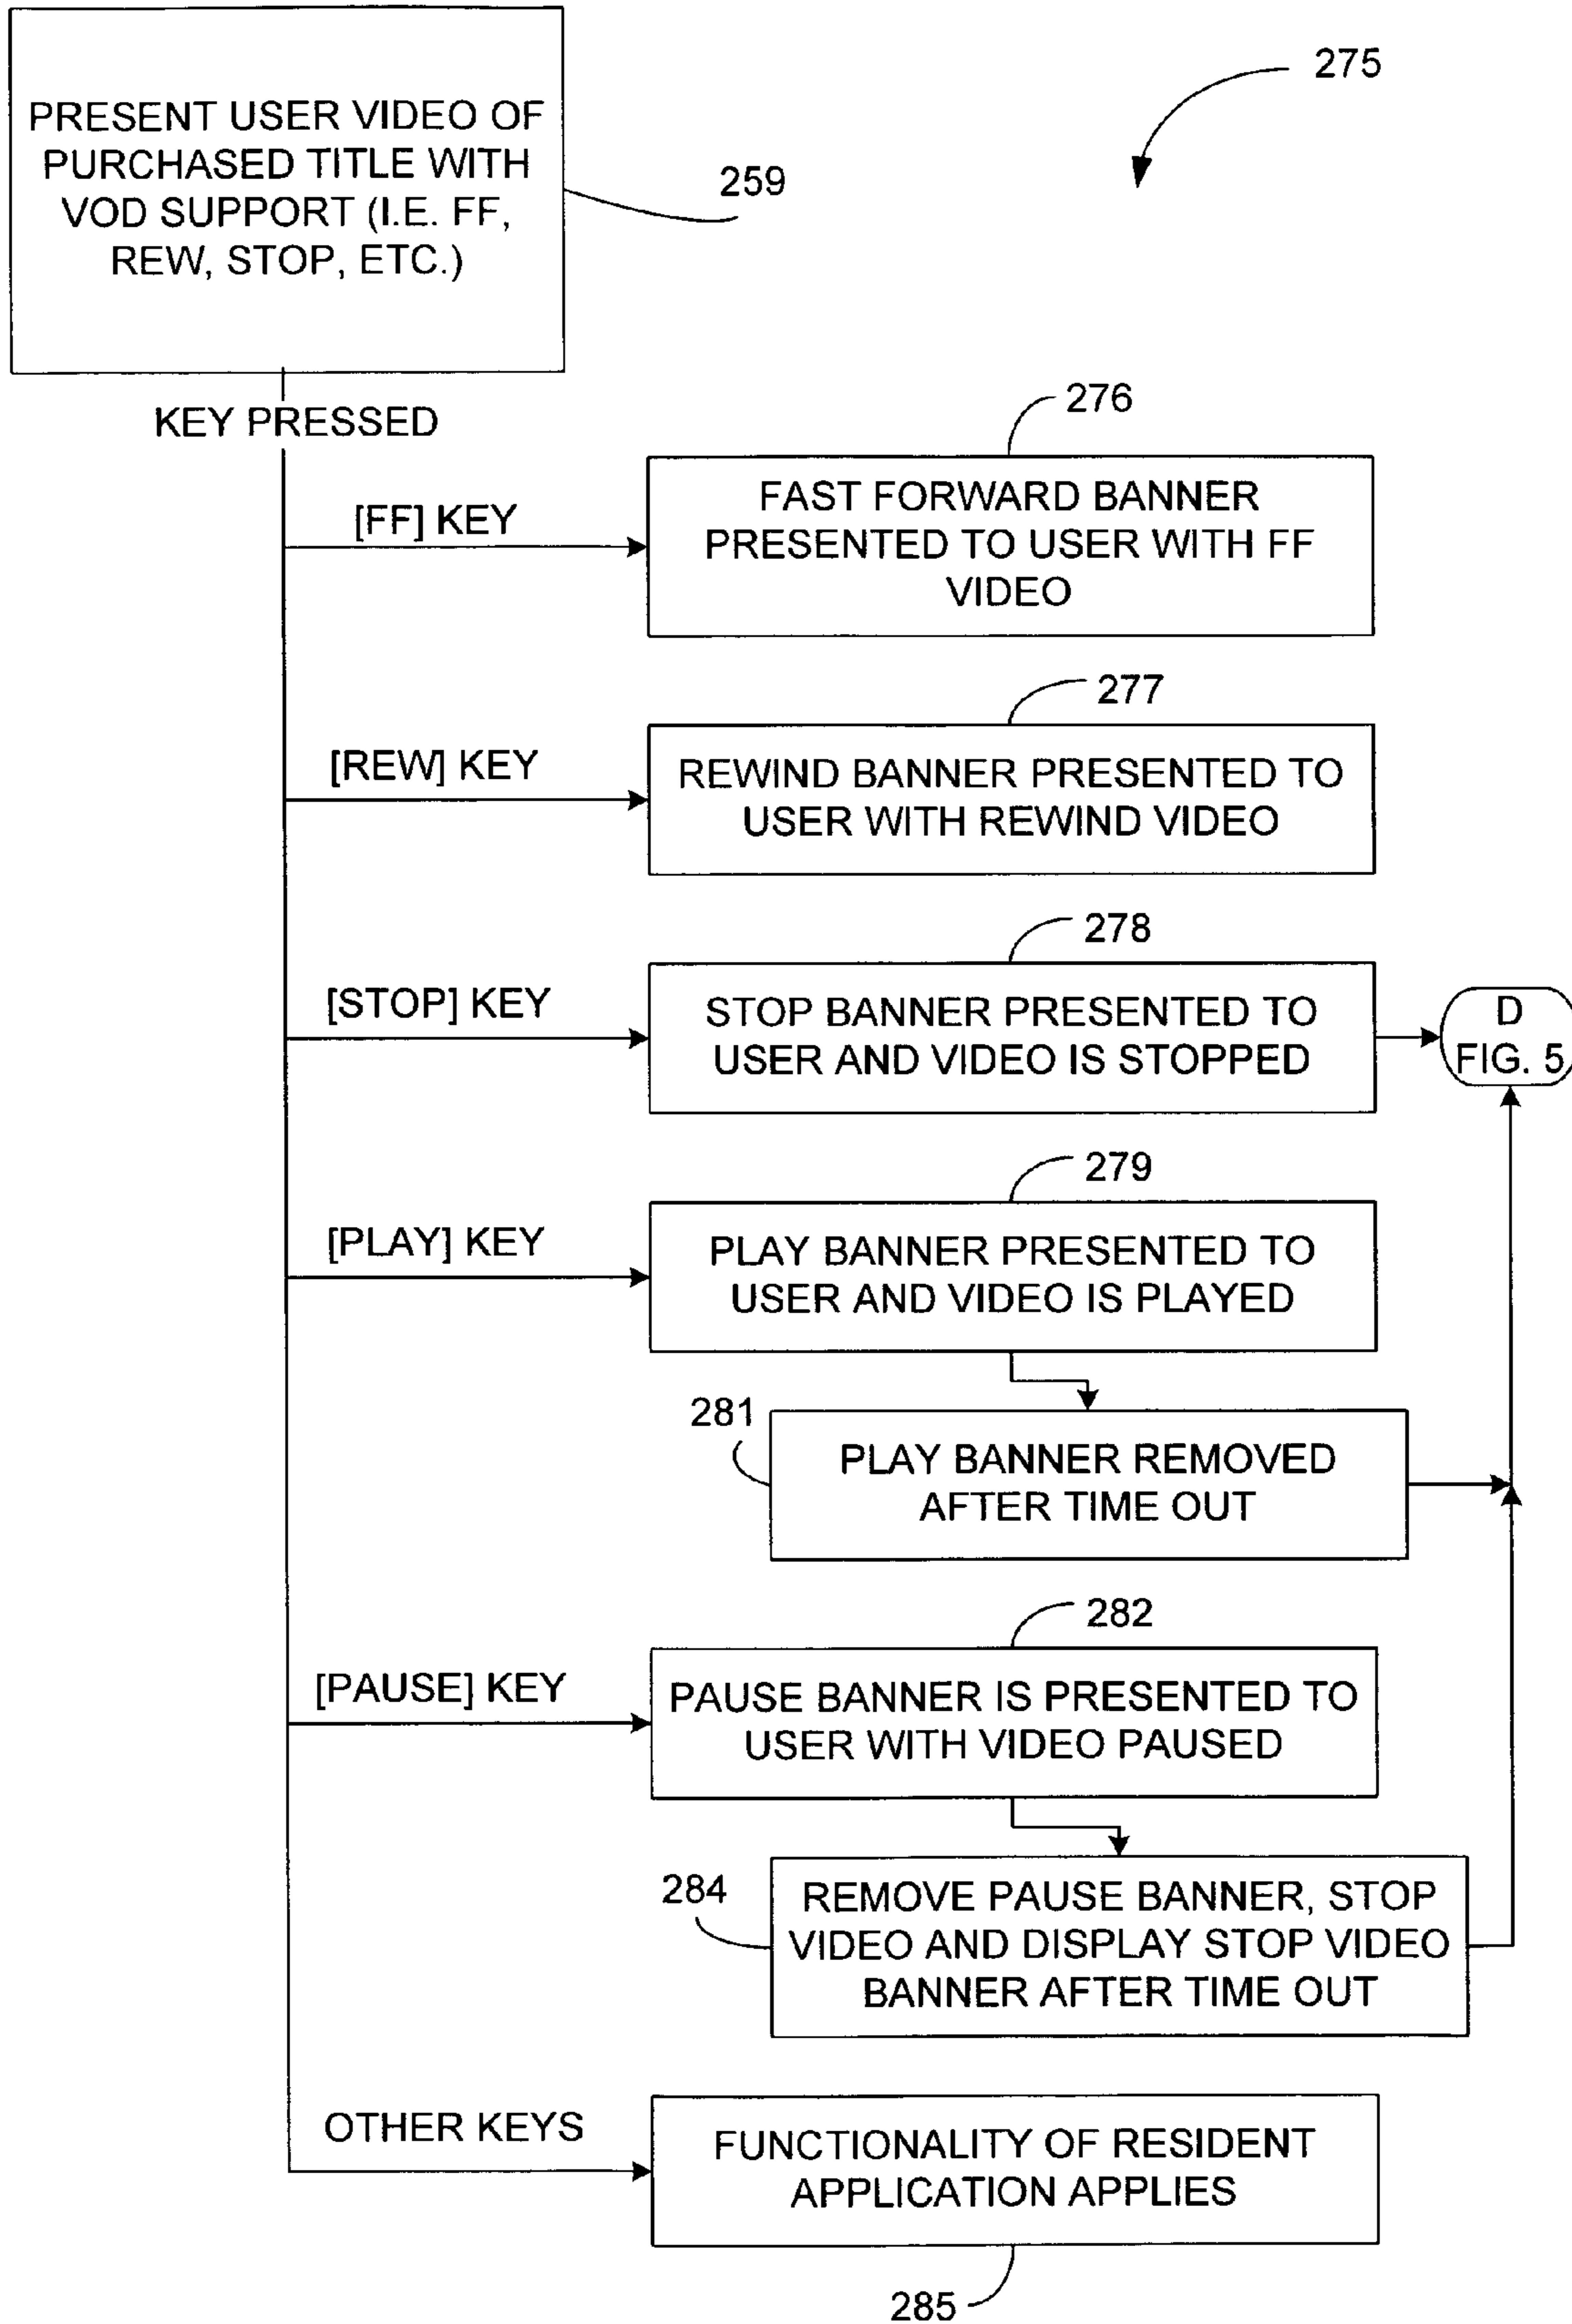 PRESENT USER VIDEO OF
PURCHASED TITLE WITH
VOD SUPPORT (I.E. FF,
REW, STOP, ETC.)
259
275
KEY PRESSED
[FF] KEY
276
FAST FORWARD BANNER
PRESENTED TO USER WITH FF
VIDEO
[REW] KEY
277
REWIND BANNER PRESENTED TO
USER WITH REWIND VIDEO
[STOP] KEY
278
STOP BANNER PRESENTED TO
USER AND VIDEO IS STOPPED
D
FIG. 5
[PLAY] KEY
279
PLAY BANNER PRESENTED TO
USER AND VIDEO IS PLAYED
281
PLAY BANNER REMOVED
AFTER TIME OUT
[PAUSE] KEY
282
PAUSE BANNER IS PRESENTED TO
USER WITH VIDEO PAUSED
284
REMOVE PAUSE BANNER, STOP
VIDEO AND DISPLAY STOP VIDEO
BANNER AFTER TIME OUT
OTHER KEYS
FUNCTIONALITY OF RESIDENT
APPLICATION APPLIES
285